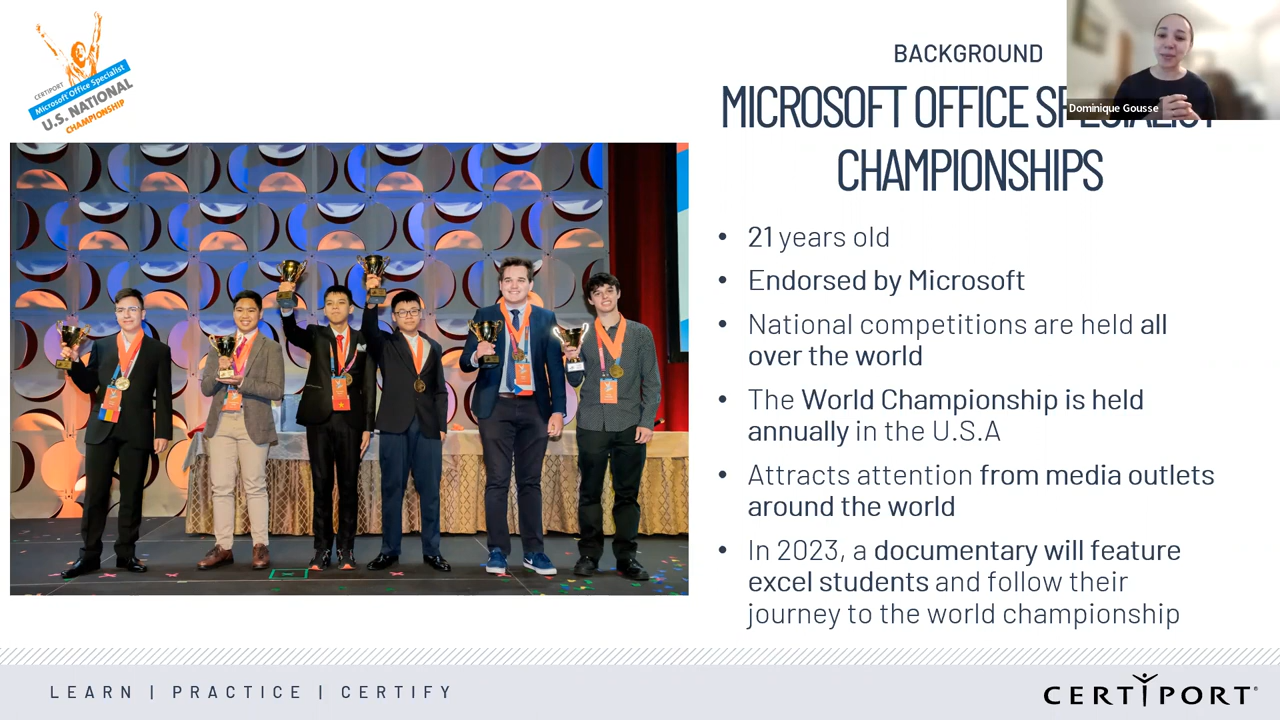 CERTIPORT
Microsoft Office Specialist
U.S. NATIONAL
CHAMPIONSHIP
BACKGROUND
MICROSOFT OFFICE SPECIALIST
CHAMPIONSHIPS
Dominique Gousse
• 21 years old
• Endorsed by Microsoft
• National competitions are held all
over the world
• The World Championship is held
annually in the U.S.A
• Attracts attention from media outlets
around the world
• In 2023, a documentary will feature
excel students and follow their
journey to the world championship
LEARN | PRACTICE | CERTIFY
CERTIPORT®